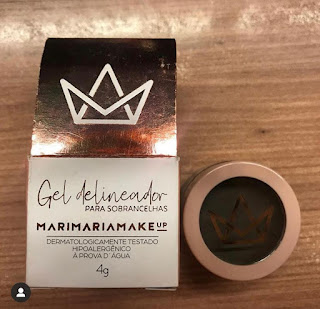 Gel delineador
PARA SOBRANCELHAS
MARIMARIAMAKEUP
DERMATOLOGICAMENTE TESTADO
HIPOALERGÊNICO
À PROVA D´ÁGUA
4g